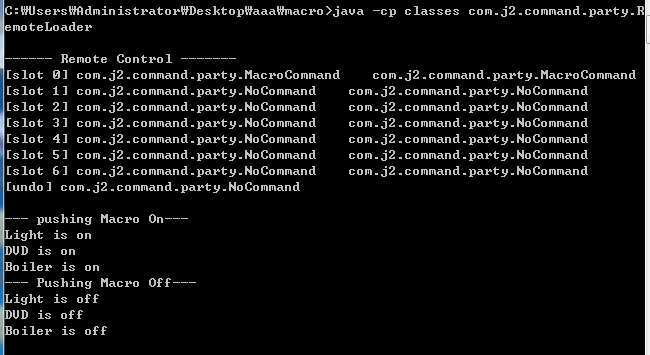 C:₩Users₩Administrator₩Desktop₩aaa₩macro>java -cp classes com.j2.command.party.R
emoteLoader
------ Remote Control -------
[slot 0] com.j2.command.party.MacroCommand    com.j2.command.party.MacroCommand
[slot 1] com.j2.command.party.NoCommand    com.j2.command.party.NoCommand
[slot 2] com.j2.command.party.NoCommand    com.j2.command.party.NoCommand
[slot 3] com.j2.command.party.NoCommand    com.j2.command.party.NoCommand
[slot 4] com.j2.command.party.NoCommand    com.j2.command.party.NoCommand
[slot 5] com.j2.command.party.NoCommand    com.j2.command.party.NoCommand
[slot 6] com.j2.command.party.NoCommand    com.j2.command.party.NoCommand
[undo] com.j2.command.party.NoCommand
--- pushing Macro On---
Light is on
DVD is on
Boiler is on
--- Pushing Macro Off---
Light is off
DVD is off
Boiler is off